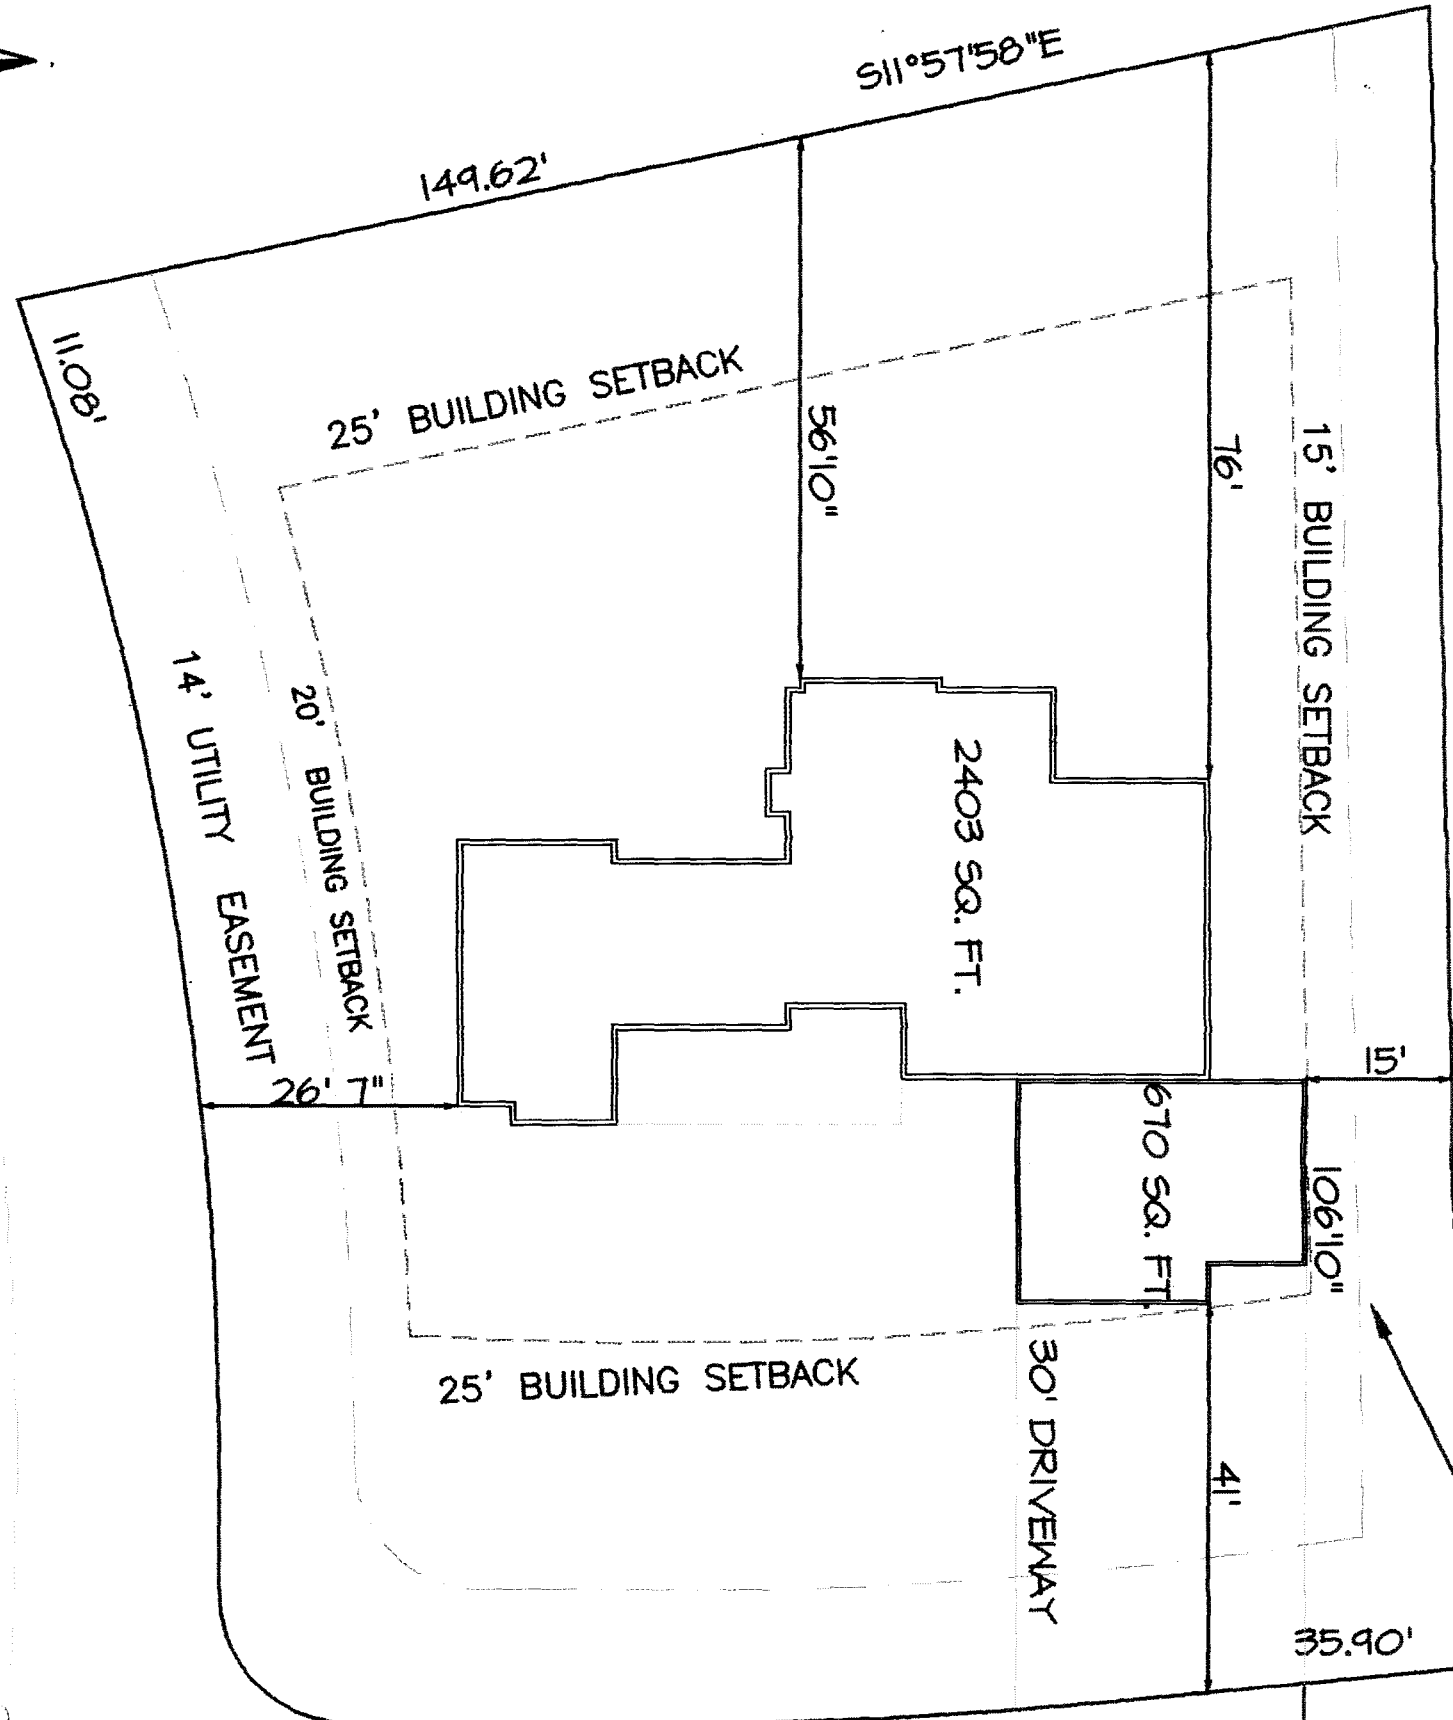 S11°57'58"E
149.62'
11.08'
25' BUILDING SETBACK
56'10"
76'
15' BUILDING SETBACK
14' UTILITY EASEMENT
20' BUILDING SETBACK
2403 SQ. FT.
26' 7"
15'
670 SQ. FT.
106'10"
25' BUILDING SETBACK
30' DRIVEWAY
41'
35.90'